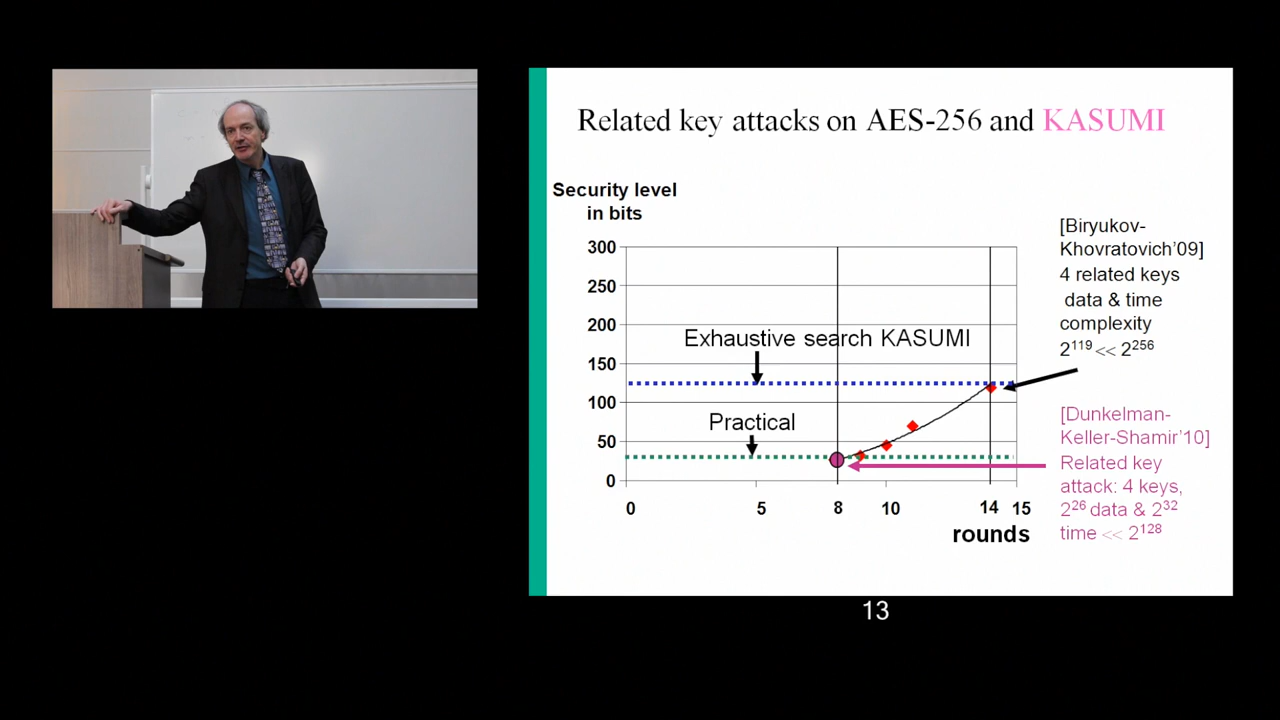 Related key attacks on AES-256 and KASUMI
Security level
in bits
300
250
200
150
100
50
0
Exhaustive search KASUMI
Practical
0 5 8 10 14 15
rounds
[Biryukov-
Khovratovich'09]
4 related keys
data & time
complexity
2¹¹⁹ << 2²⁵⁶
[Dunkelman-
Keller-Shamir'10]
Related key
attack: 4 keys,
2²⁶ data & 2³²
time << 2¹²⁸
13